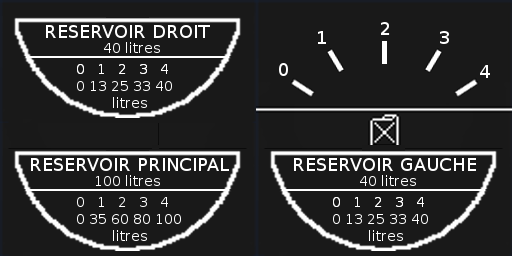 RESERVOIR DROIT
40 litres
0 1 2 3 4
0 13 25 33 40
litres
0 1 2 3 4
RESERVOIR PRINCIPAL
100 litres
0 1 2 3 4
0 35 60 80 100
litres
RESERVOIR GAUCHE
40 litres
0 1 2 3 4
0 13 25 33 40
litres